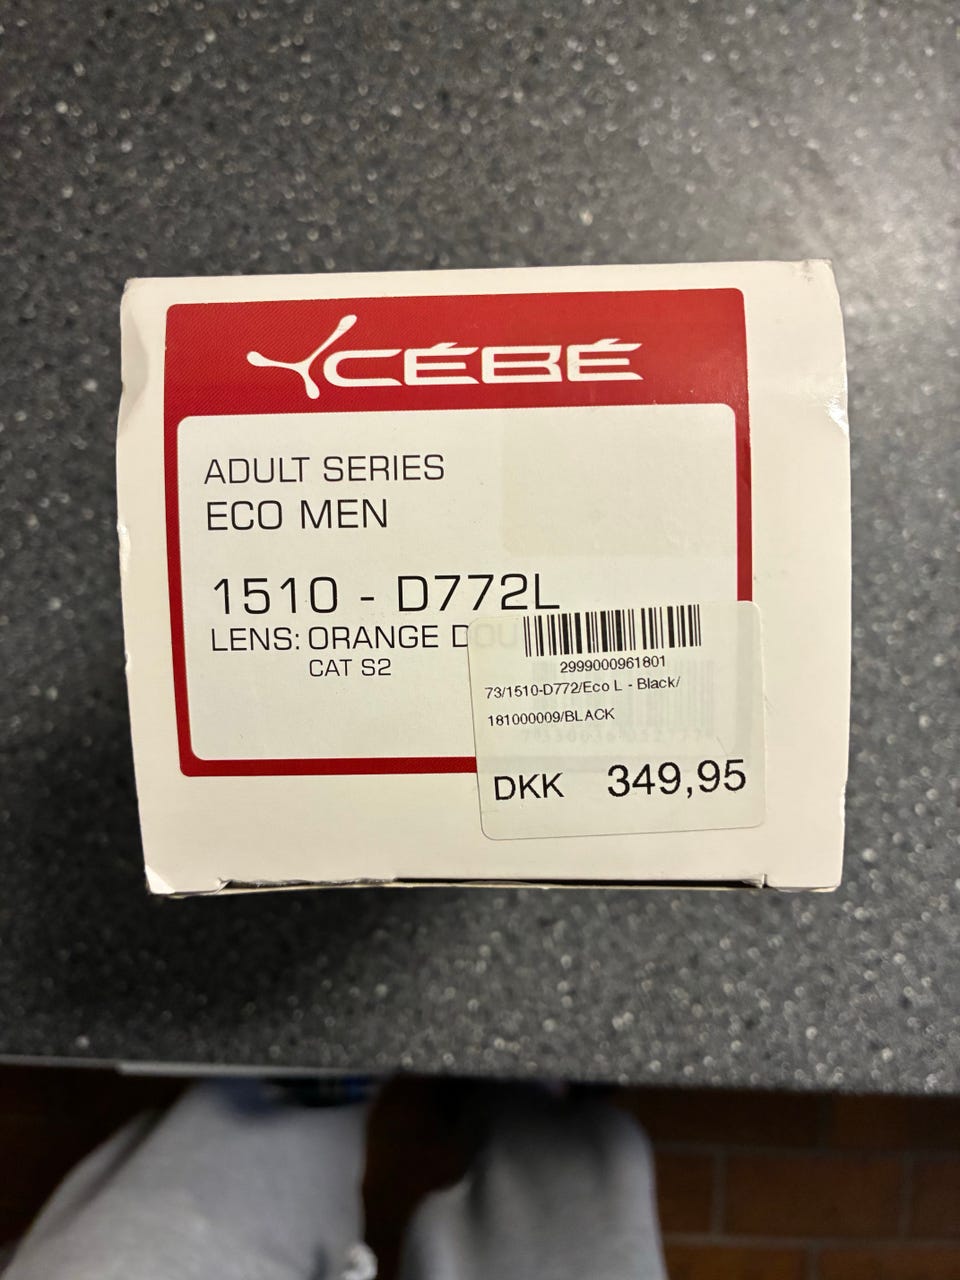 CÉBÉ
ADULT SERIES
ECO MEN
1510 - D772L
LENS: ORANGE DOU
CAT S2
2999000961801
73/1510-D772/Eco L - Black/
181000009/BLACK
DKK 349,95